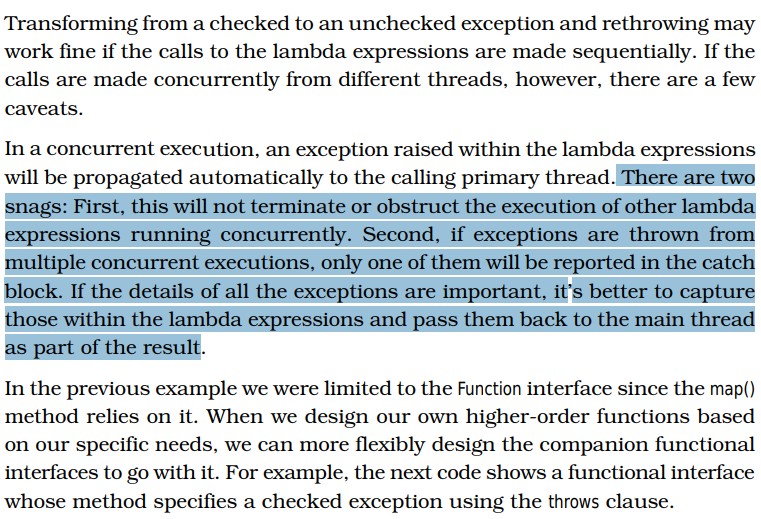 Transforming from a checked to an unchecked exception and rethrowing may
work fine if the calls to the lambda expressions are made sequentially. If the
calls are made concurrently from different threads, however, there are a few
caveats.
In a concurrent execution, an exception raised within the lambda expressions
will be propagated automatically to the calling primary thread. There are two
snags: First, this will not terminate or obstruct the execution of other lambda
expressions running concurrently. Second, if exceptions are thrown from
multiple concurrent executions, only one of them will be reported in the catch
block. If the details of all the exceptions are important, it's better to capture
those within the lambda expressions and pass them back to the main thread
as part of the result.
In the previous example we were limited to the Function interface since the map()
method relies on it. When we design our own higher-order functions based
on our specific needs, we can more flexibly design the companion functional
interfaces to go with it. For example, the next code shows a functional interface
whose method specifies a checked exception using the throws clause.